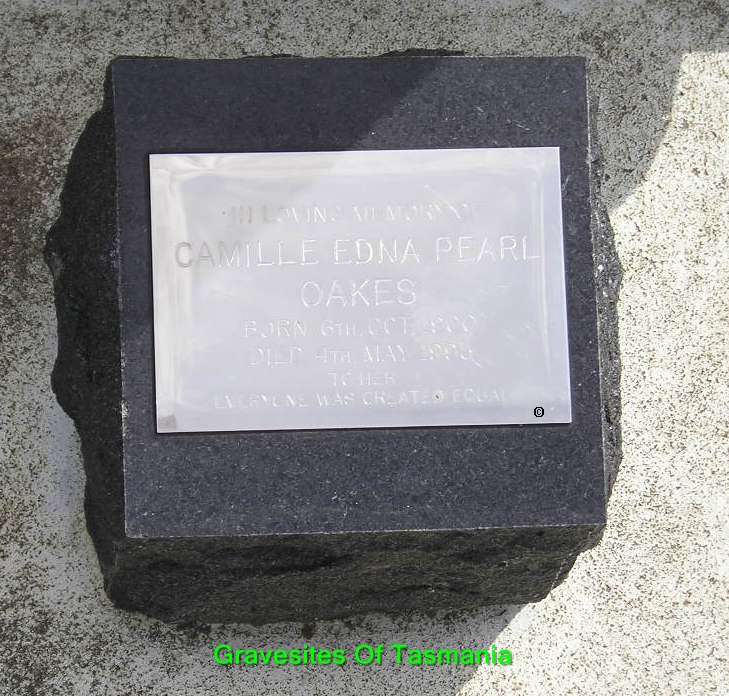 IN LOVING MEMORY OF
CAMILLE EDNA PEARL
OAKES
BORN 6TH. OCT. 1900
DIED 4TH. MAY
TO HER
EVERYONE WAS CREATED EQUAL
©
Gravesites Of Tasmania